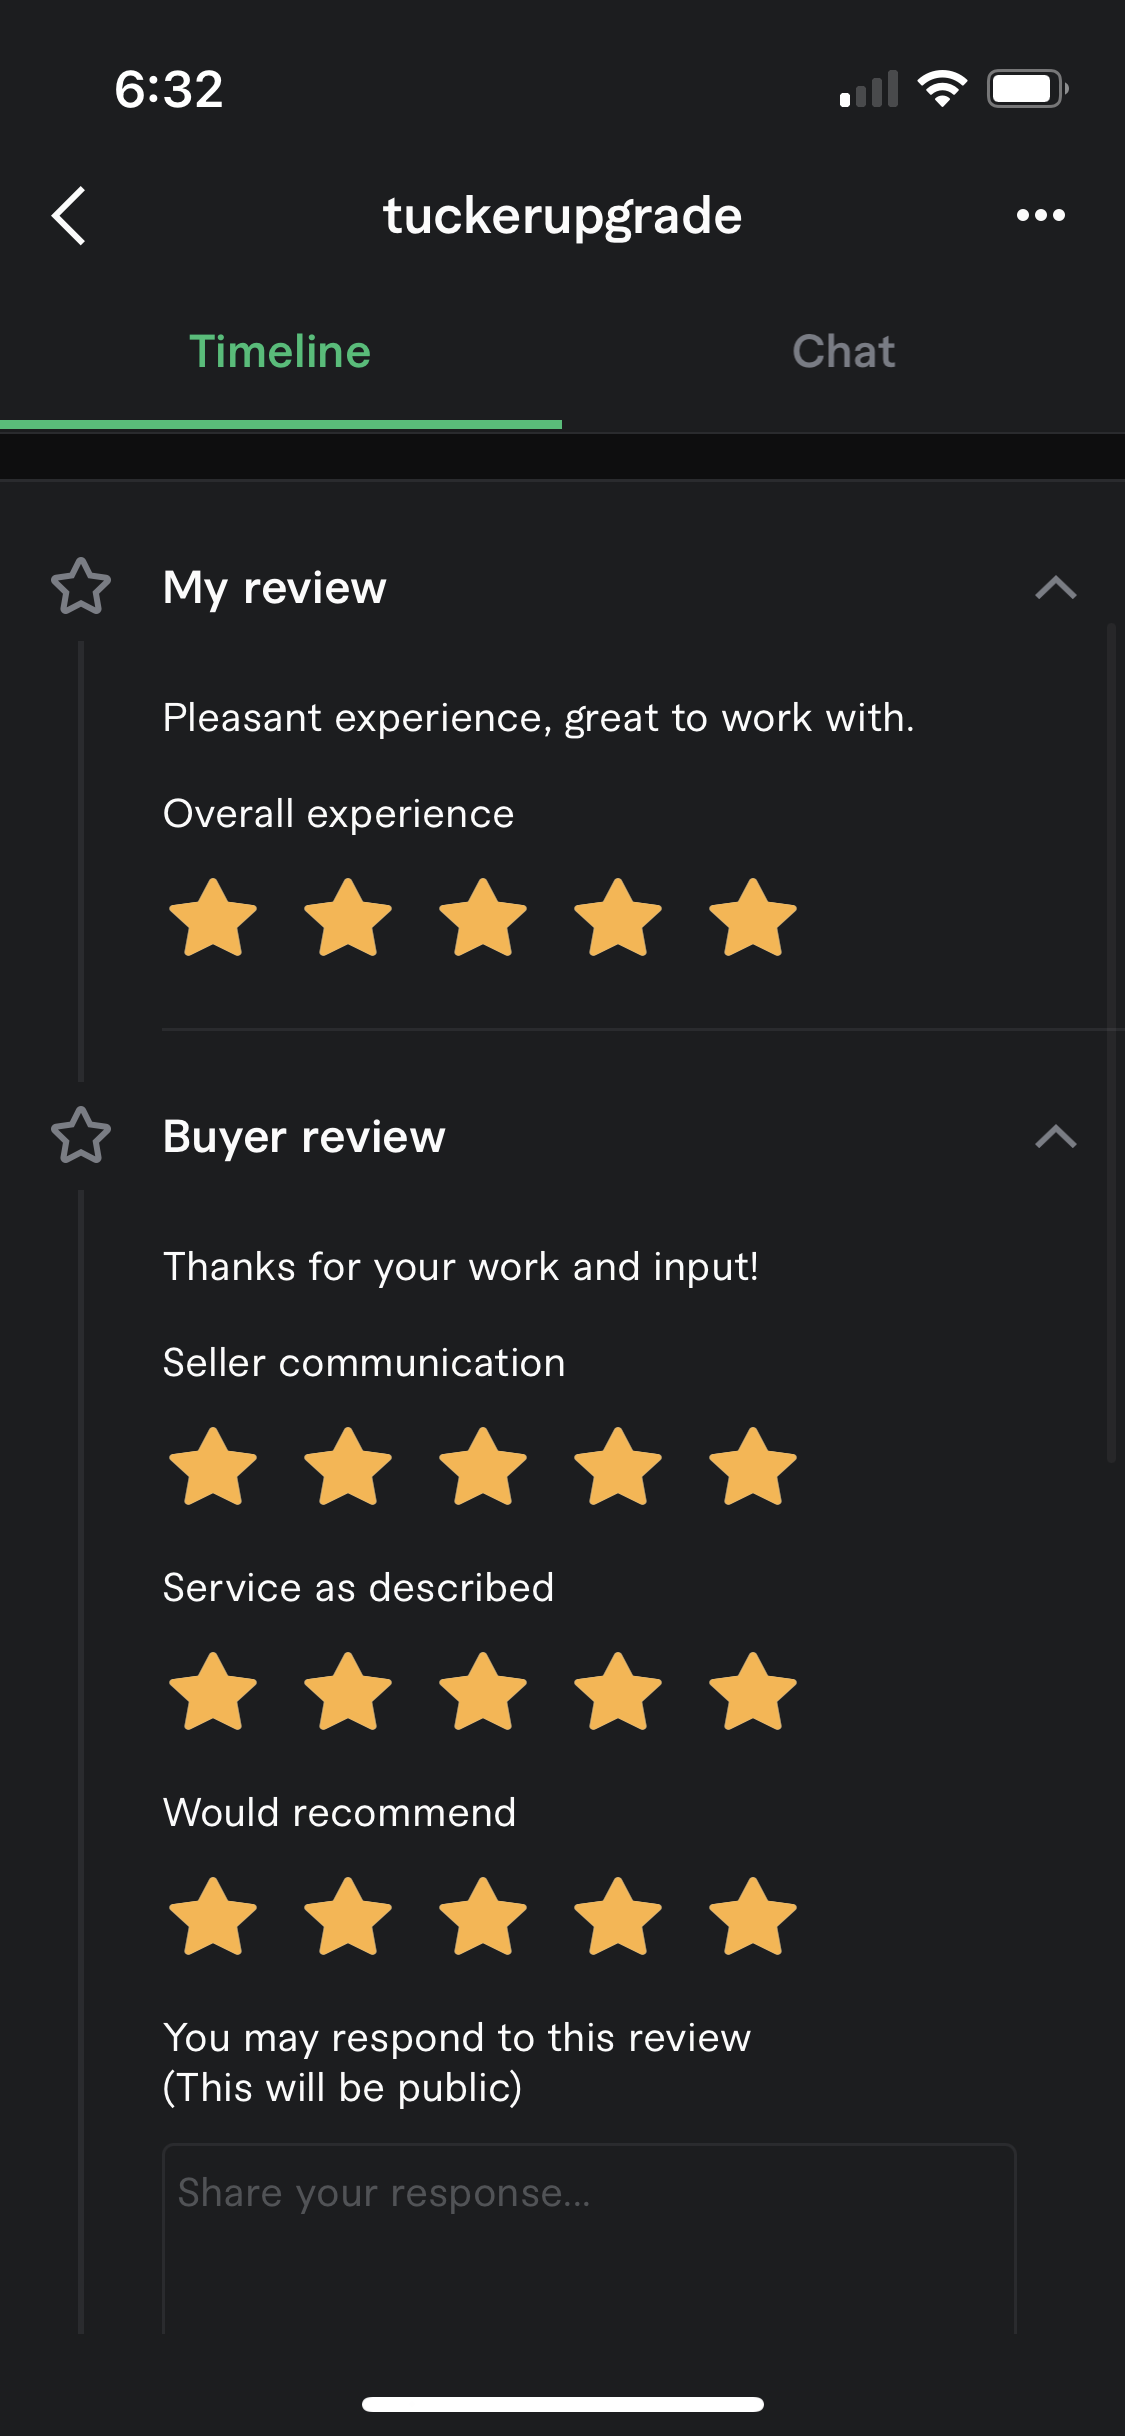 6:32
tuckerupgrade
Timeline
Chat
My review
Pleasant experience, great to work with.
Overall experience
Buyer review
Thanks for your work and input!
Seller communication
Service as described
Would recommend
You may respond to this review
(This will be public)
Share your response...